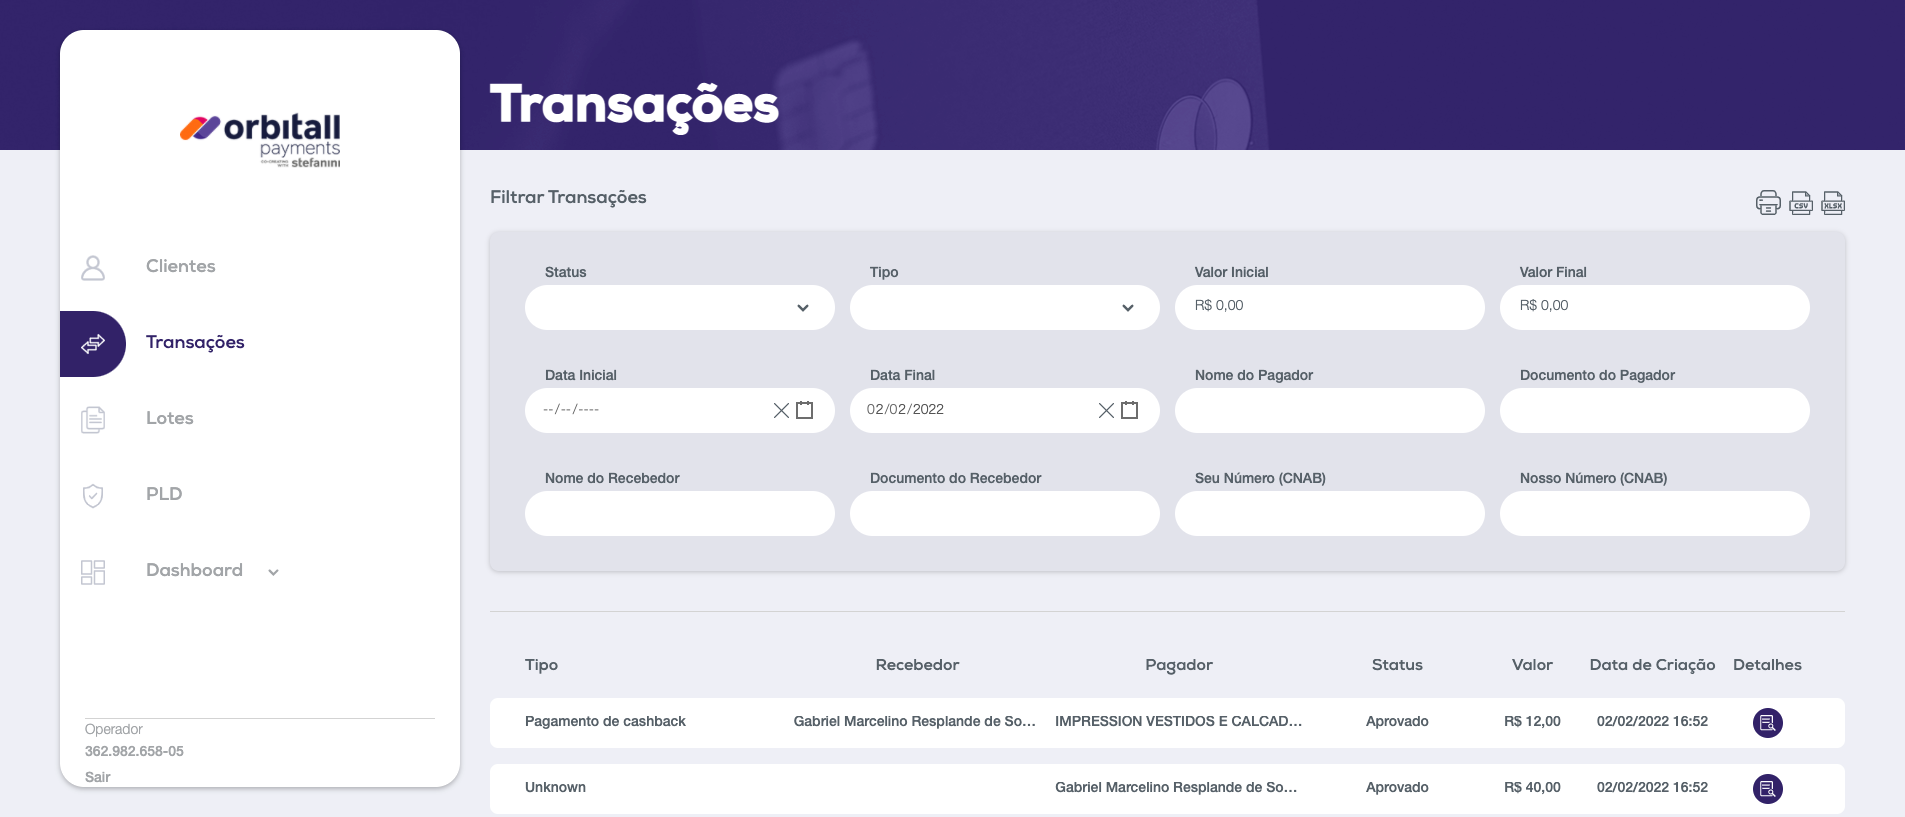 orbitall
payments
CO-CREATING WITH stefanini
Clientes
Transações
Lotes
PLD
Dashboard
Operador
362.982.658-05
Sair
Transações
Filtrar Transações
CSV XLSX
Status Tipo Valor Inicial Valor Final
R$ 0,00 R$ 0,00
Data Inicial Data Final Nome do Pagador Documento do Pagador
--/--/---- 02/02/2022
Nome do Recebedor Documento do Recebedor Seu Número (CNAB) Nosso Número (CNAB)
Tipo Recebedor Pagador Status Valor Data de Criação Detalhes
Pagamento de cashback Gabriel Marcelino Resplande de So... IMPRESSION VESTIDOS E CALCAD... Aprovado R$ 12,00 02/02/2022 16:52
Unknown Gabriel Marcelino Resplande de So... Aprovado R$ 40,00 02/02/2022 16:52